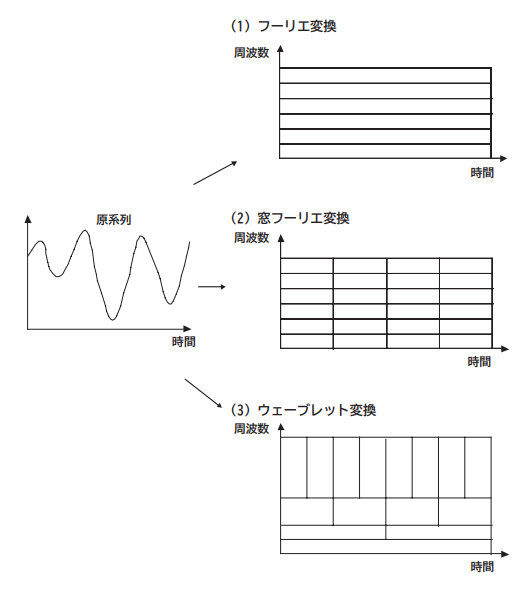 （1）フーリエ変換
周波数
時間
原系列
時間
（2）窓フーリエ変換
周波数
時間
（3）ウェーブレット変換
周波数
時間